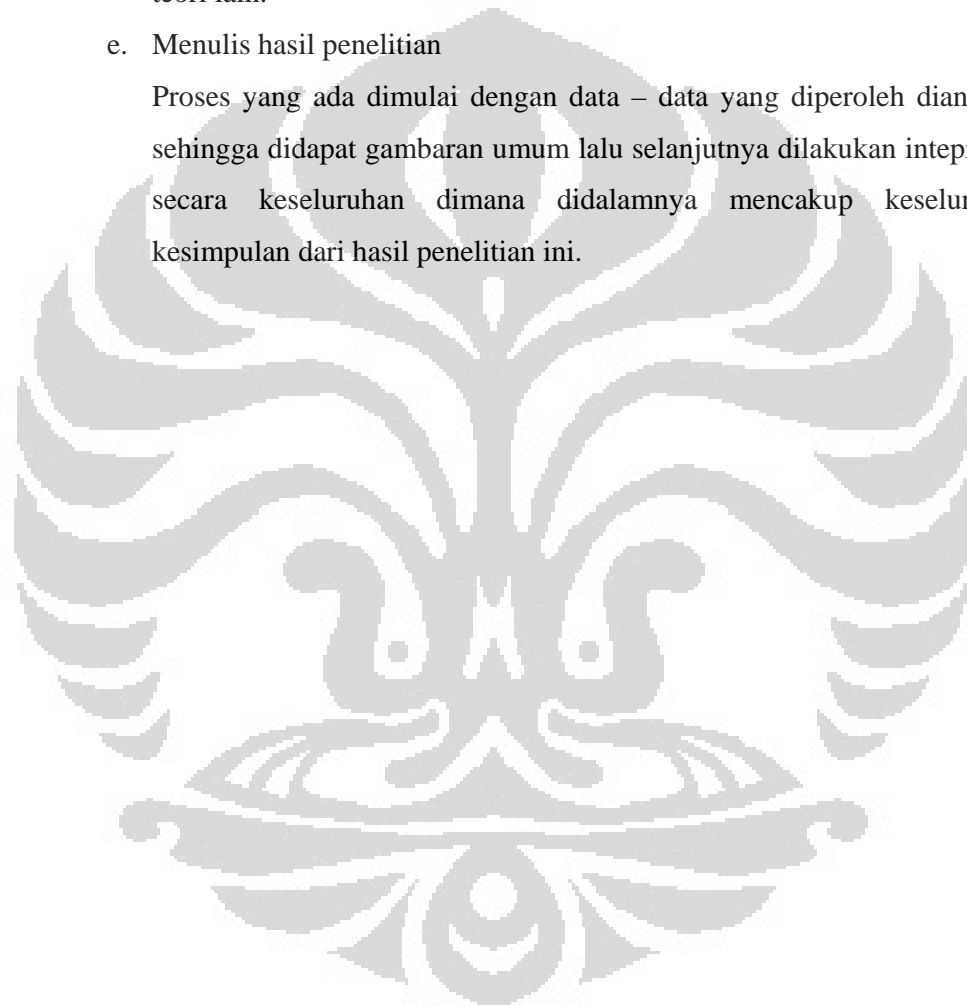 teori lain.
e. Menulis hasil penelitian
Proses yang ada dimulai dengan data – data yang diperoleh dian
sehingga didapat gambaran umum lalu selanjutnya dilakukan intep
secara keseluruhan dimana didalamnya mencakup keselur
kesimpulan dari hasil penelitian ini.